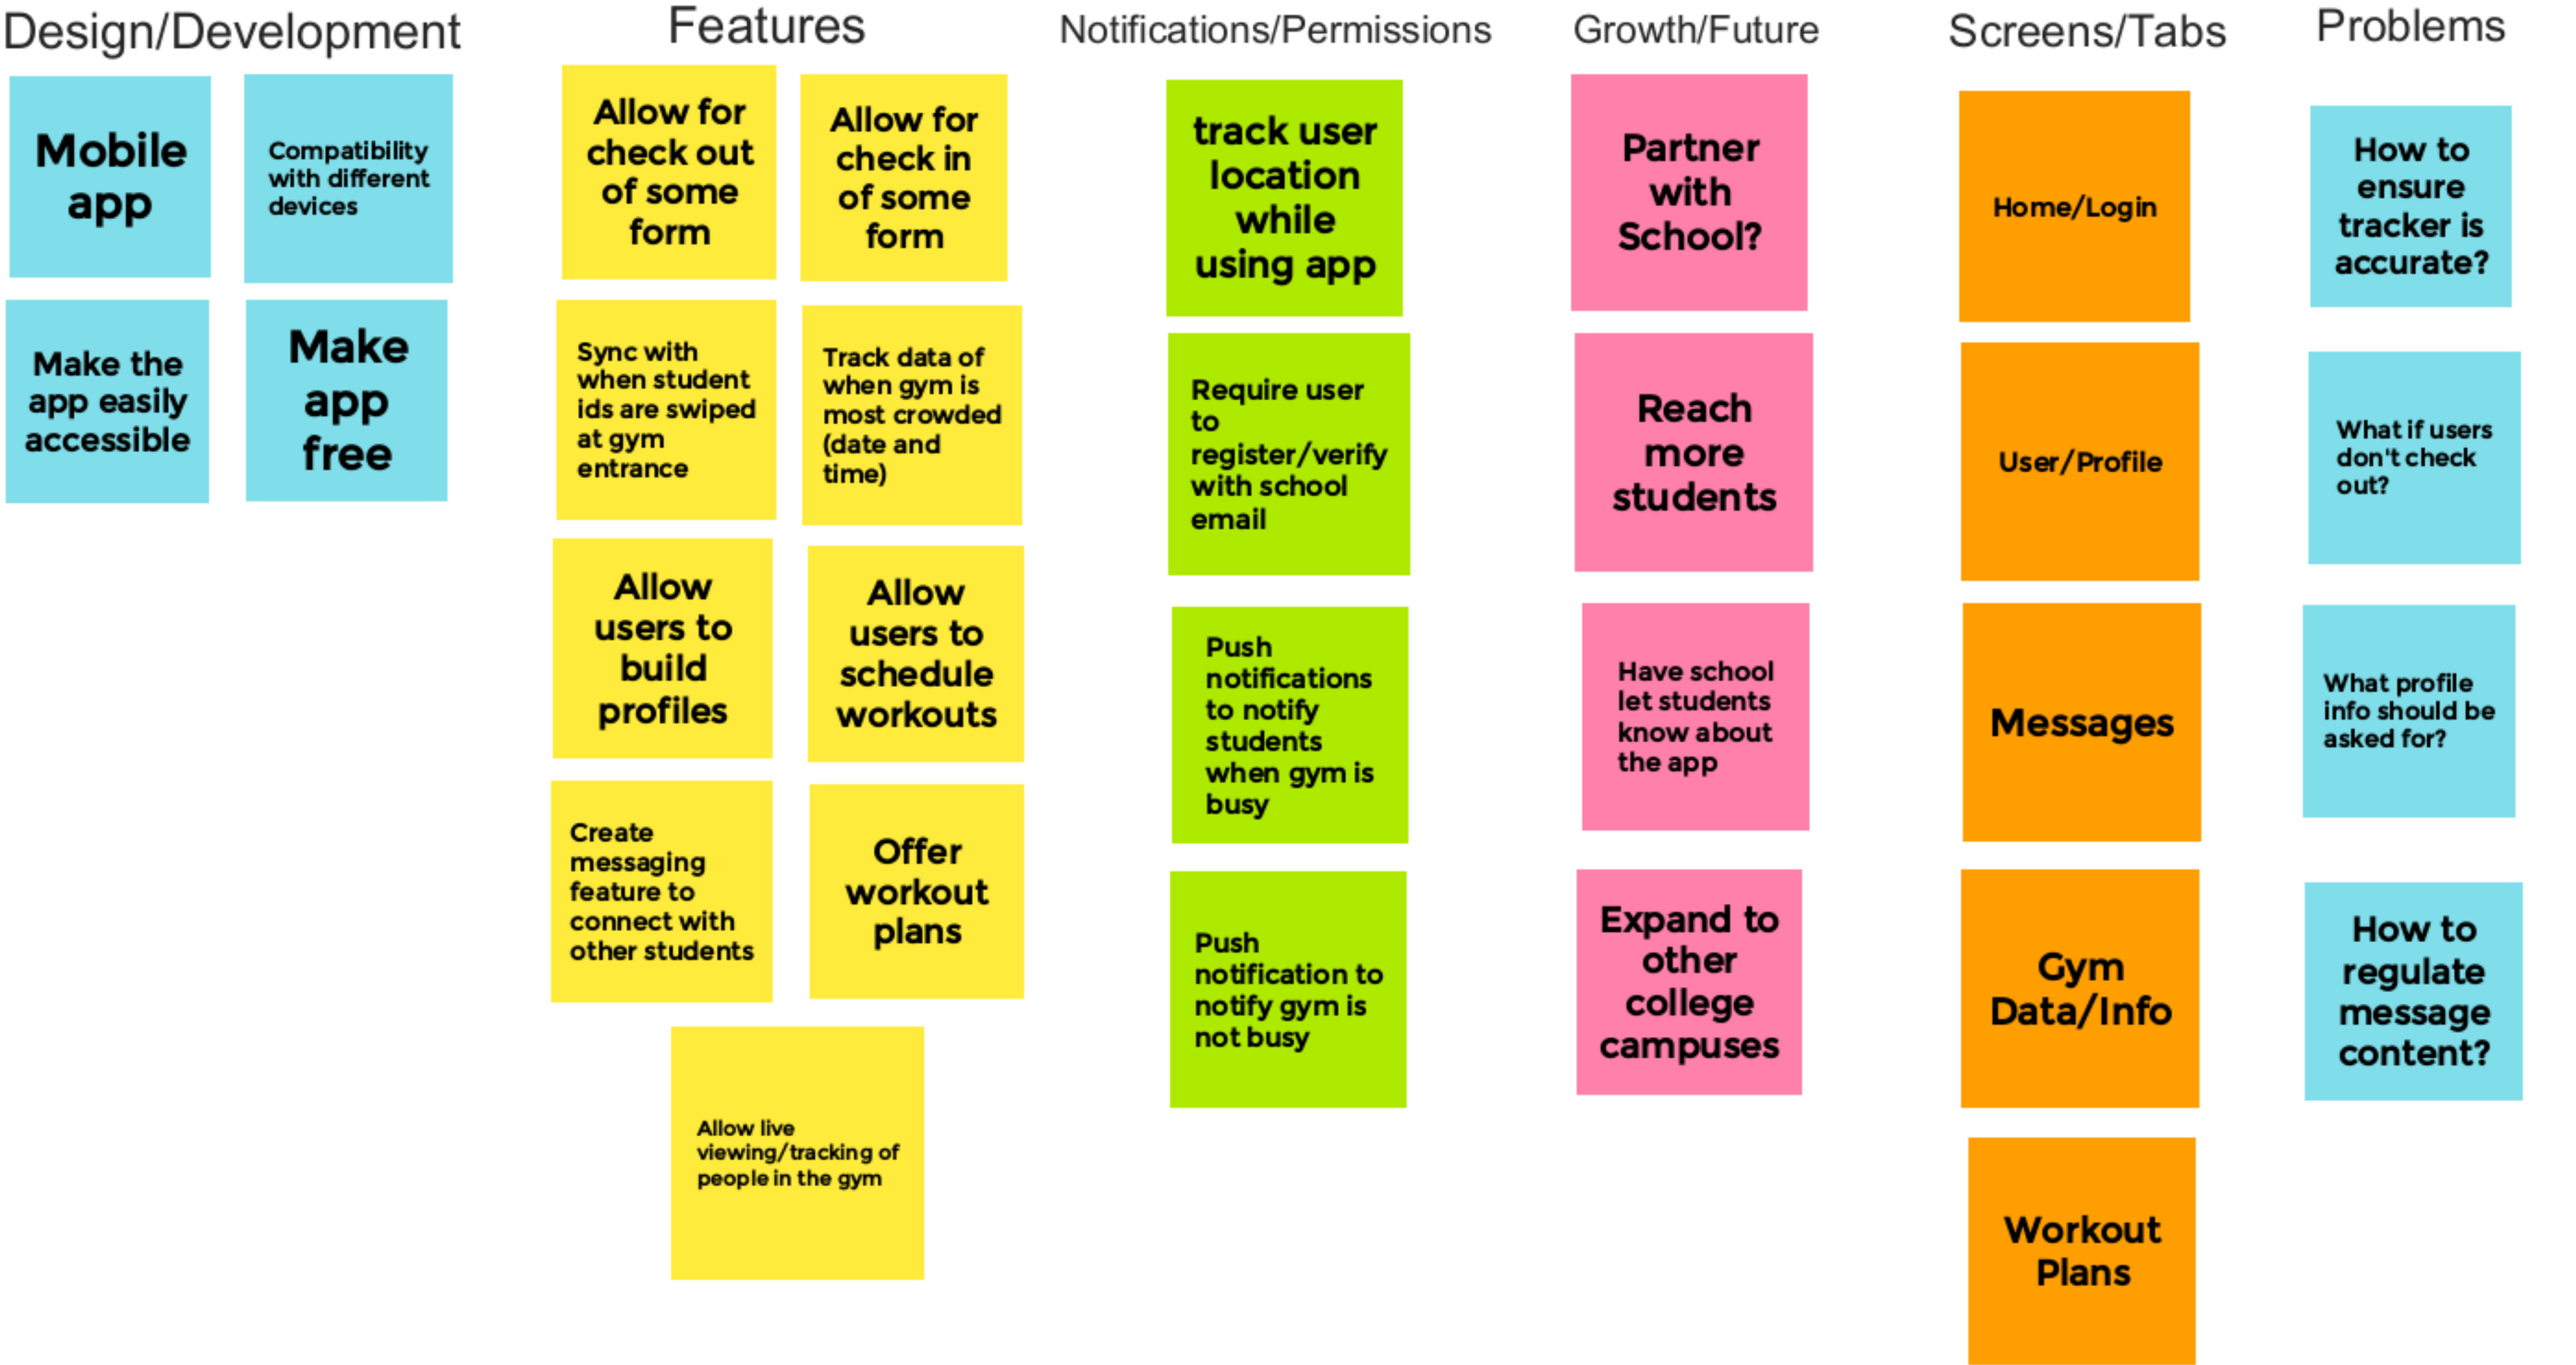 Design/Development
Mobile
app
Compatibility
with different
devices
Make the
app easily
accessible
Make
app
free
Features
Allow for
check out
of some
form
Allow for
check in
of some
form
Sync with
when student
ids are swiped
at gym
entrance
Track data of
when gym is
most crowded
(date and
time)
Allow
users to
build
profiles
Allow
users to
schedule
workouts
Create
messaging
feature to
connect with
other students
Offer
workout
plans
Allow live
viewing/tracking of
people in the gym
Notifications/Permissions
track user
location
while
using app
Require user
to
register/verify
with school
email
Push
notifications
to notify
students
when gym is
busy
Push
notification to
notify gym is
not busy
Growth/Future
Partner
with
School?
Reach
more
students
Have school
let students
know about
the app
Expand to
other
college
campuses
Screens/Tabs
Home/Login
User/Profile
Messages
Gym
Data/Info
Workout
Plans
Problems
How to
ensure
tracker is
accurate?
What if users
don't check
out?
What profile
info should be
asked for?
How to
regulate
message
content?